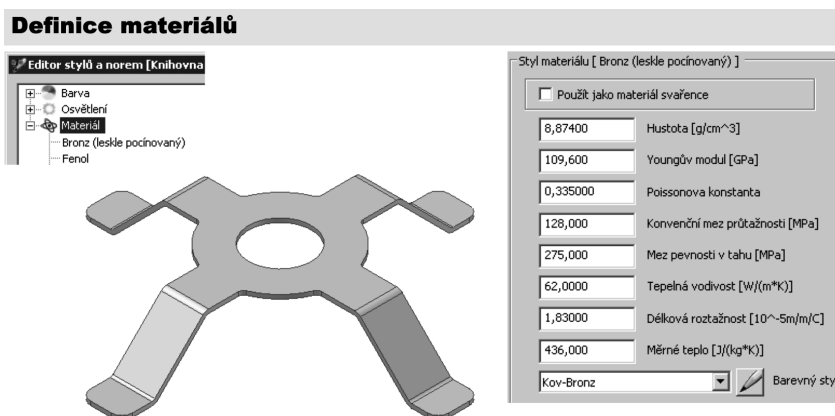 Definice materiálů
Editor stylů a norem [Knihovna
Barva
Osvětlení
Materiál
Bronz (leskle pocínovaný)
Fenol
Styl materiálu [ Bronz (leskle pocínovaný) ]
Použít jako materiál svařence
8,87400 Hustota [g/cm^3]
109,600 Youngův modul [GPa]
0,335000 Poissonova konstanta
128,000 Konvenční mez průtažnosti [MPa]
275,000 Mez pevnosti v tahu [MPa]
62,0000 Tepelná vodivost [W/(m*K)]
1,83000 Délková roztažnost [10^-5m/m/C]
436,000 Měrné teplo [J/(kg*K)]
Kov-Bronz Barevný sty